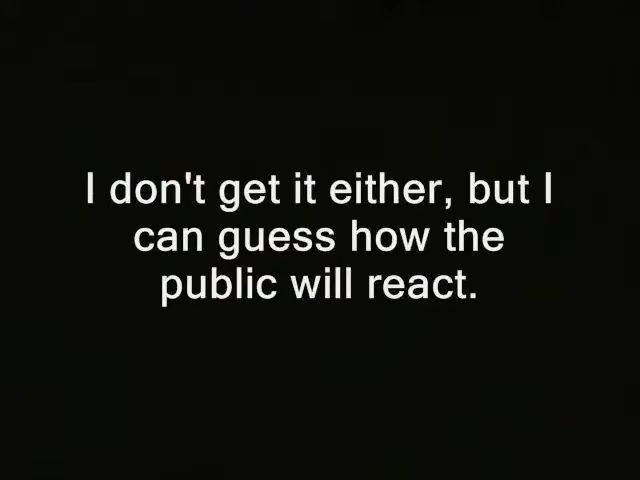 I don't get it either, but I
can guess how the
public will react.